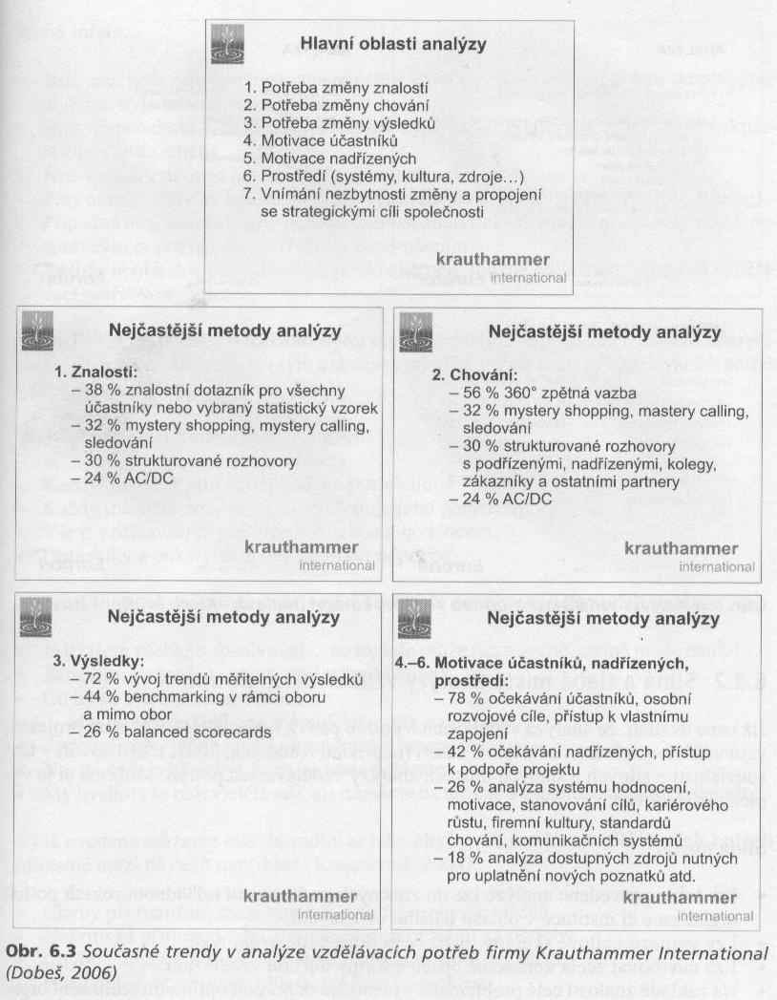 Hlavní oblasti analýzy
1. Potřeba změny znalostí
2. Potřeba změny chování
3. Potřeba změny výsledků
4. Motivace účastníků
5. Motivace nadřízených
6. Prostředí (systémy, kultura, zdroje...)
7. Vnímání nezbytnosti změny a propojení
se strategickými cíli společnosti
krauthammer
international
Nejčastější metody analýzy
1. Znalosti:
– 38 % znalostní dotazník pro všechny
účastníky nebo vybraný statistický vzorek
– 32 % mystery shopping, mystery calling,
sledování
– 30 % strukturované rozhovory
– 24 % AC/DC
krauthammer
international
Nejčastější metody analýzy
2. Chování:
– 56 % 360° zpětná vazba
– 32 % mystery shopping, mastery calling,
sledování
– 30 % strukturované rozhovory
s podřízenými, nadřízenými, kolegy,
zákazníky a ostatními partnery
– 24 % AC/DC
krauthammer
international
Nejčastější metody analýzy
3. Výsledky:
– 72 % vývoj trendů měřitelných výsledků
– 44 % benchmarking v rámci oboru
a mimo obor
– 26 % balanced score cards
krauthammer
international
Nejčastější metody analýzy
4.–6. Motivace účastníků, nadřízených,
prostředí:
– 78 % očekávání účastníků, osobní
rozvojové cíle, přístup k vlastnímu
zapojení
– 42 % očekávání nadřízených, přístup
k podpoře projektu
– 26 % analýza systému hodnocení,
motivace, stanovování cílů, kariérového
růstu, firemní kultury, standardů
chování, komunikačních systémů
– 18 % analýza dostupných zdrojů nutných
pro uplatnění nových poznatků atd.
krauthammer
international
Obr. 6.3 Současné trendy v analýze vzdělávacích potřeb firmy Krauthammer International
(Dobeš, 2006)